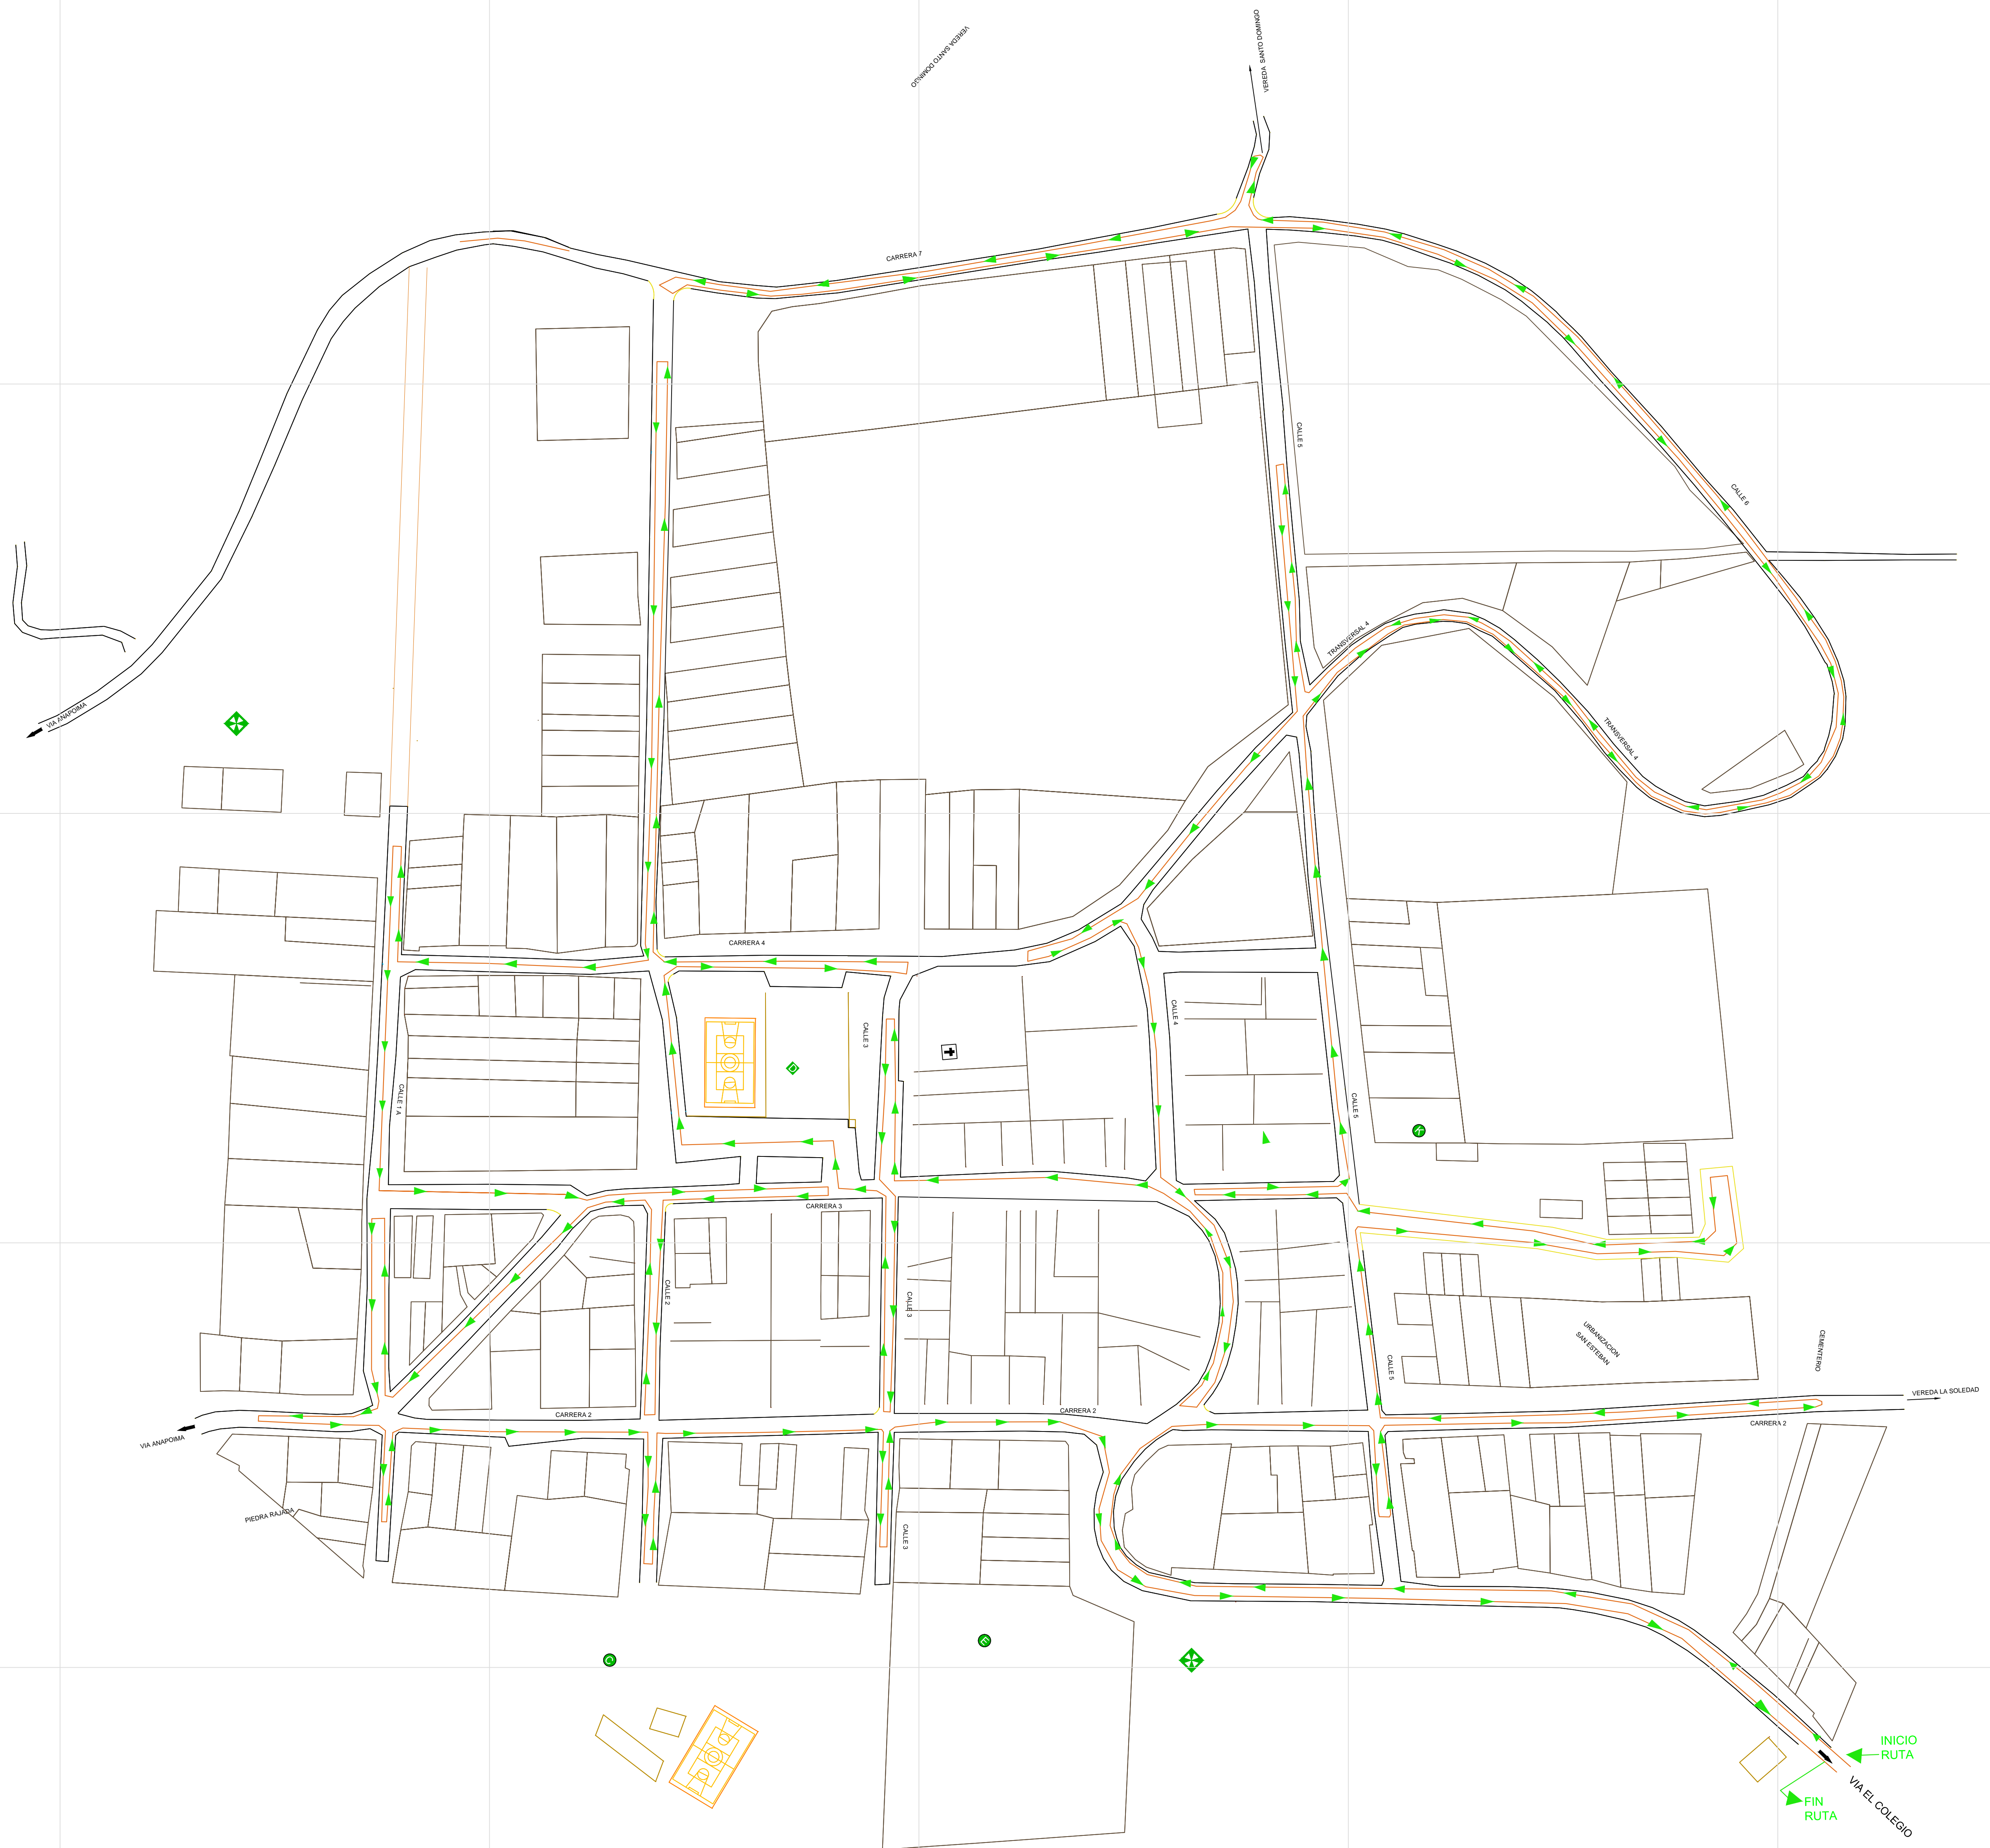 VEREDA SANTO DOMINGO
VEREDA SANTO DOMINGO
CARRERA 7
CALLE 5
CALLE 6
TRANSVERSAL 4
TRANSVERSAL 4
VIA ANAPOIMA
CARRERA 4
CALLE 3
CALLE 4
CALLE 1 A
CALLE 5
K
CARRERA 3
CALLE 2
CALLE 3
URBANIZACION
SAN ESTEBAN
CEMENTERIO
CALLE 5
VEREDA LA SOLEDAD
CARRERA 2
CARRERA 2
CARRERA 2
VIA ANAPOIMA
PIEDRA RAJADA
CALLE 3
E
C
INICIO
RUTA
FIN
RUTA
VIA EL COLEGIO